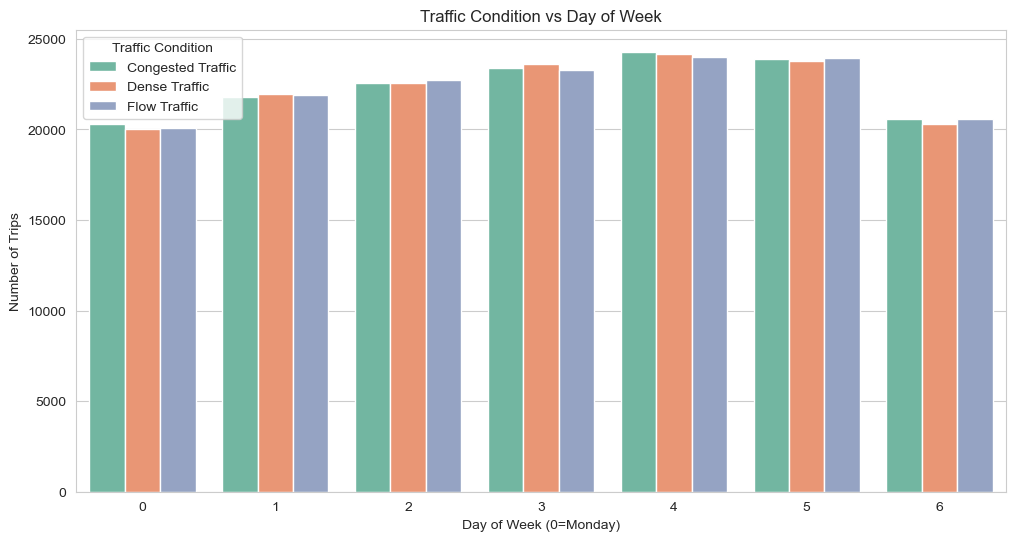 Traffic Condition vs Day of Week
Traffic Condition
Congested Traffic
Dense Traffic
Flow Traffic
Number of Trips
25000
20000
15000
10000
5000
0
0 1 2 3 4 5 6
Day of Week (0=Monday)